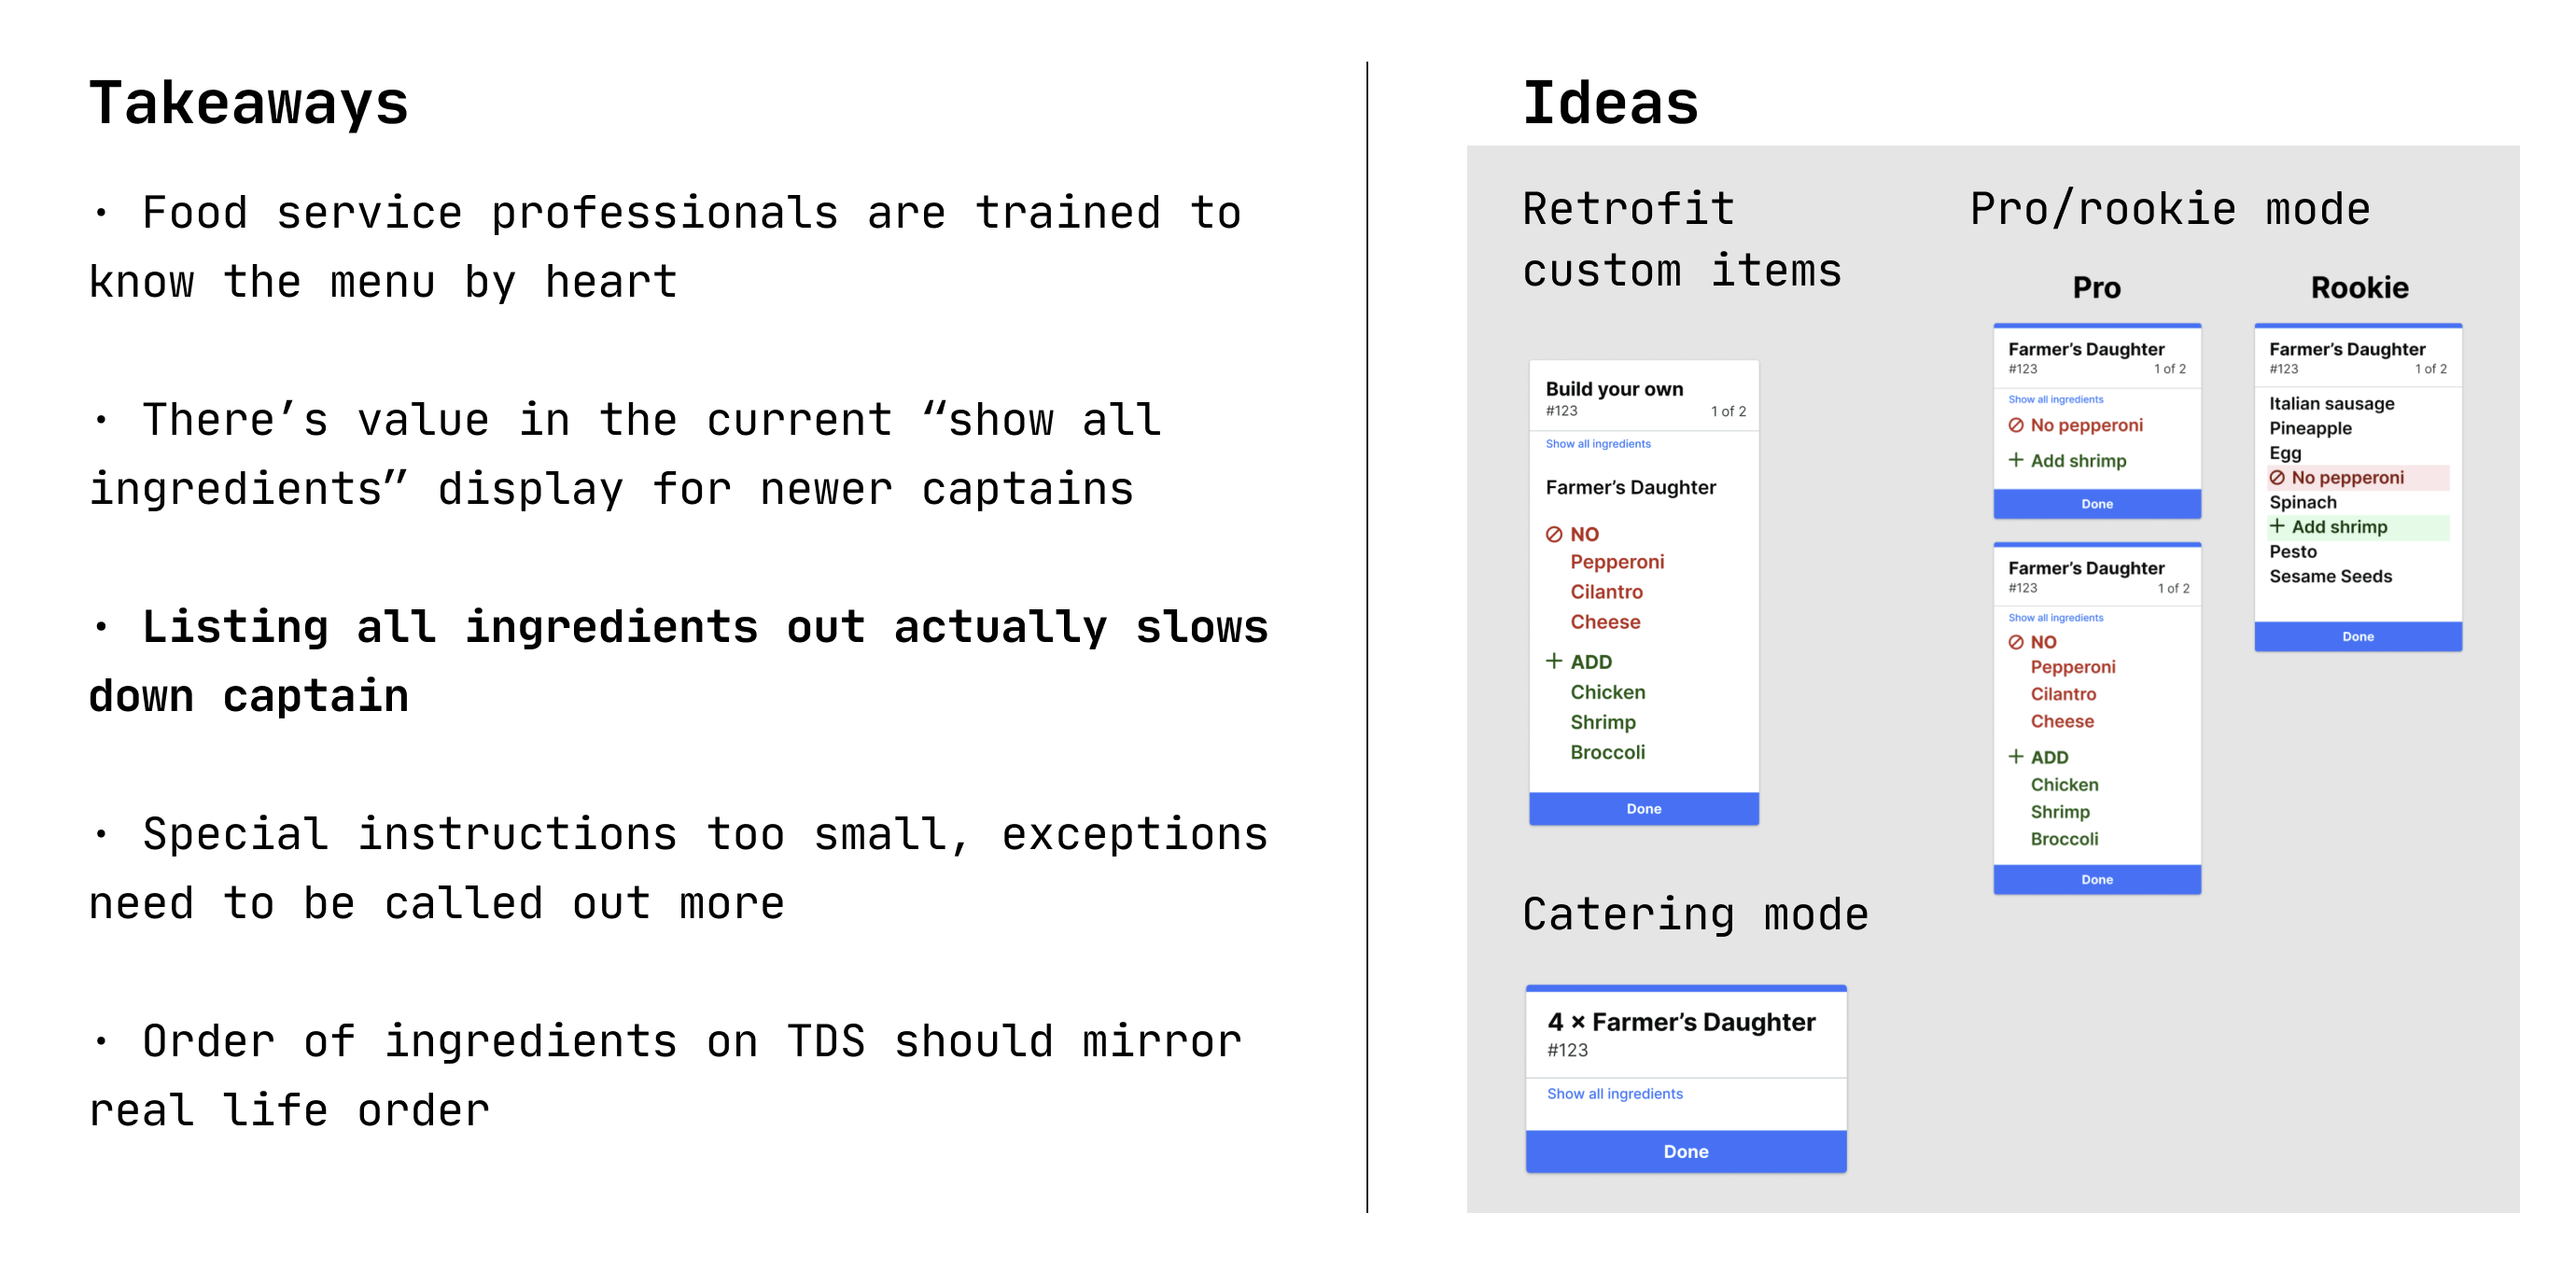 Takeaways
· Food service professionals are trained to
know the menu by heart
· There’s value in the current “show all
ingredients” display for newer captains
· Listing all ingredients out actually slows
down captain
· Special instructions too small, exceptions
need to be called out more
· Order of ingredients on TDS should mirror
real life order
Ideas
Retrofit
custom items
Build your own
#123 1 of 2
Show all ingredients
Farmer’s Daughter
NO
Pepperoni
Cilantro
Cheese
+ ADD
Chicken
Shrimp
Broccoli
Done
Catering mode
4 × Farmer’s Daughter
#123
Show all ingredients
Done
Pro/rookie mode
Pro
Farmer’s Daughter
#123 1 of 2
Show all ingredients
No pepperoni
+ Add shrimp
Done
Farmer’s Daughter
#123 1 of 2
Show all ingredients
NO
Pepperoni
Cilantro
Cheese
+ ADD
Chicken
Shrimp
Broccoli
Done
Rookie
Farmer’s Daughter
#123 1 of 2
Italian sausage
Pineapple
Egg
No pepperoni
Spinach
+ Add shrimp
Pesto
Sesame Seeds
Done